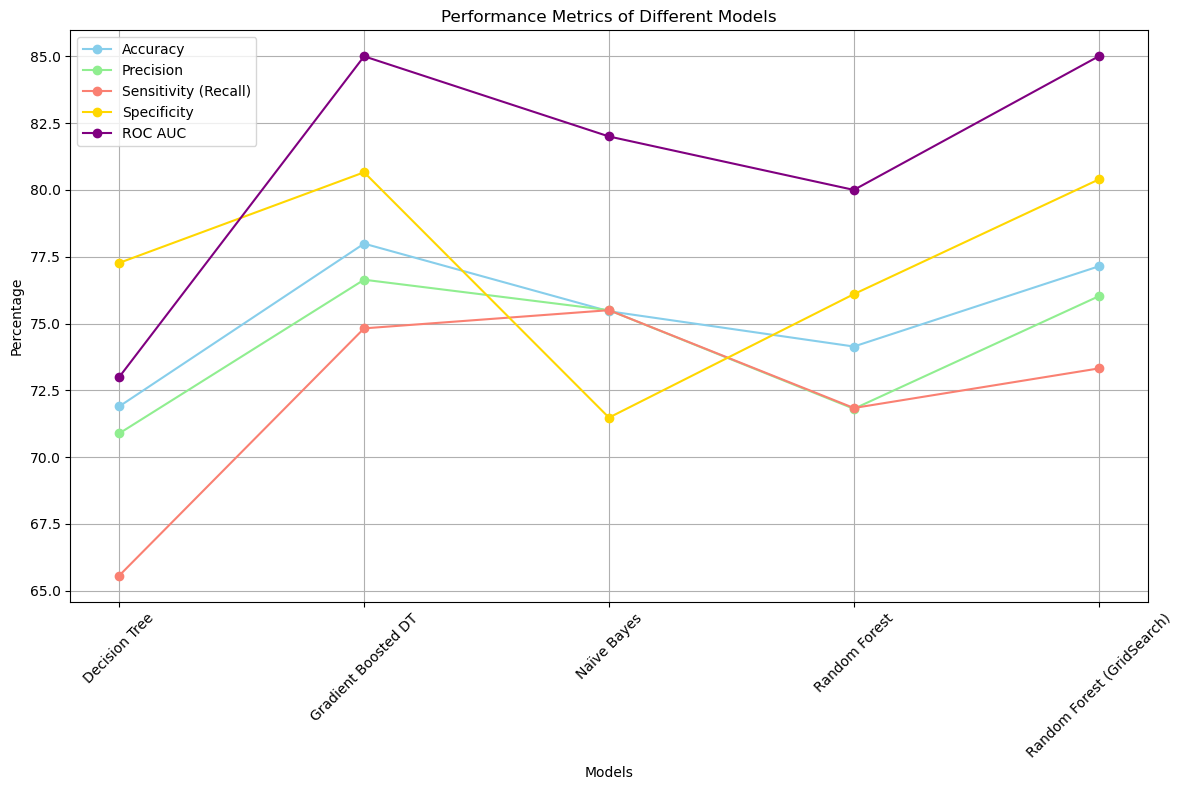 Performance Metrics of Different Models
Accuracy
Precision
Sensitivity (Recall)
Specificity
ROC AUC
85.0
82.5
80.0
77.5
75.0
72.5
70.0
67.5
65.0
Percentage
Decision Tree
Gradient Boosted DT
Naïve Bayes
Random Forest
Random Forest (GridSearch)
Models